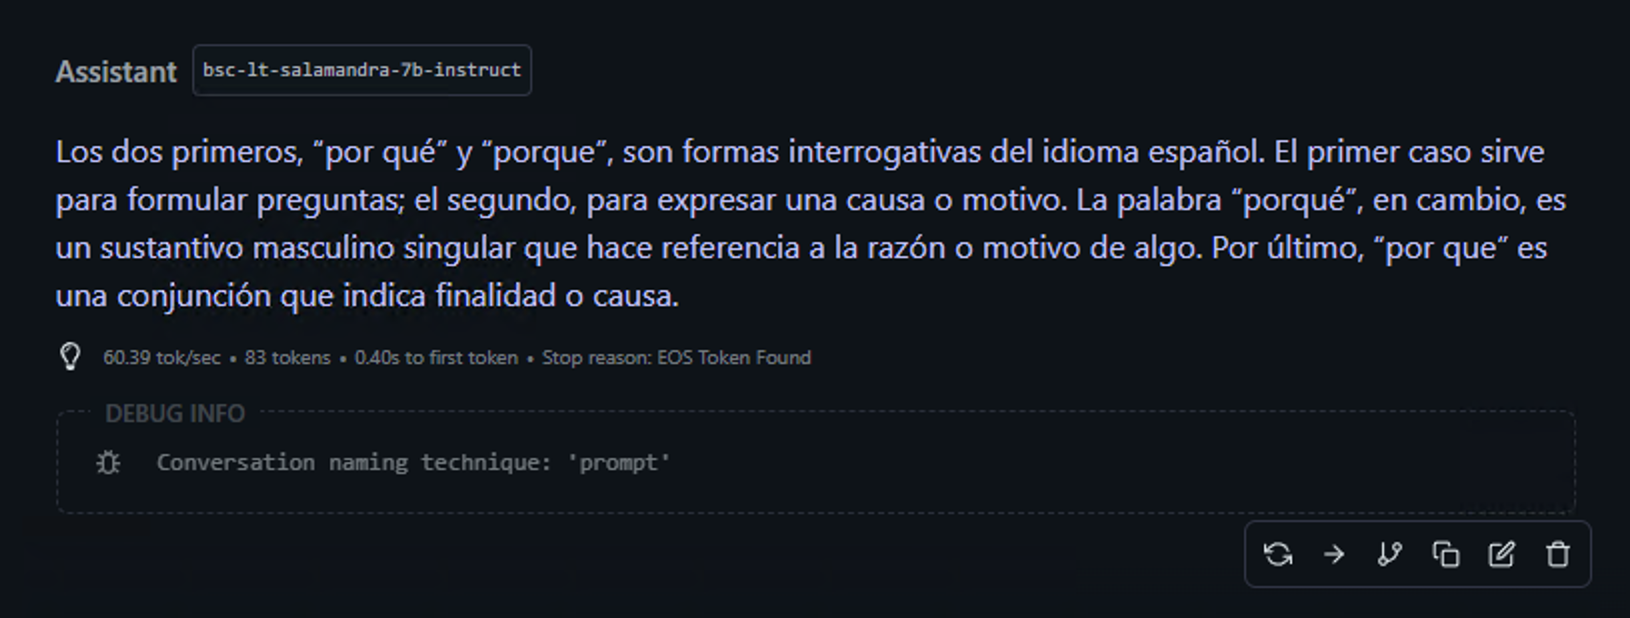 Assistant bsc-lt-salamandra-7b-instruct
Los dos primeros, “por qué” y “porque”, son formas interrogativas del idioma español. El primer caso sirve
para formular preguntas; el segundo, para expresar una causa o motivo. La palabra “porqué”, en cambio, es
un sustantivo masculino singular que hace referencia a la razón o motivo de algo. Por último, “por que” es
una conjunción que indica finalidad o causa.
60.39 tok/sec • 83 tokens • 0.40s to first token • Stop reason: EOS Token Found
DEBUG INFO
Conversation naming technique: 'prompt'